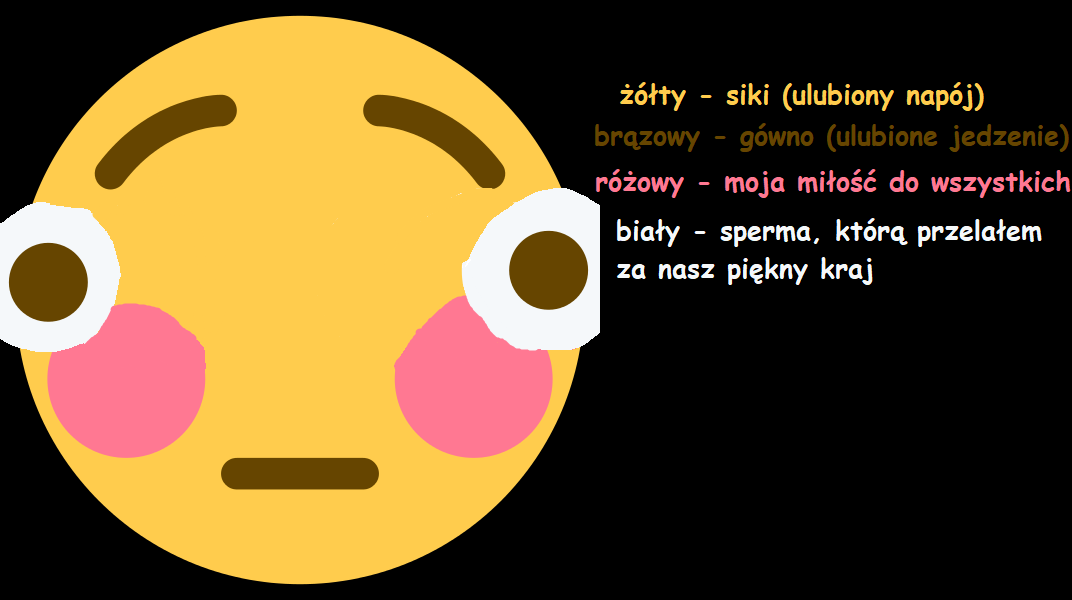 żółty - siki (ulubiony napój)
brązowy - gówno (ulubione jedzenie)
różowy - moja miłość do wszystkich
biały - sperma, którą przelałem
za nasz piękny kraj